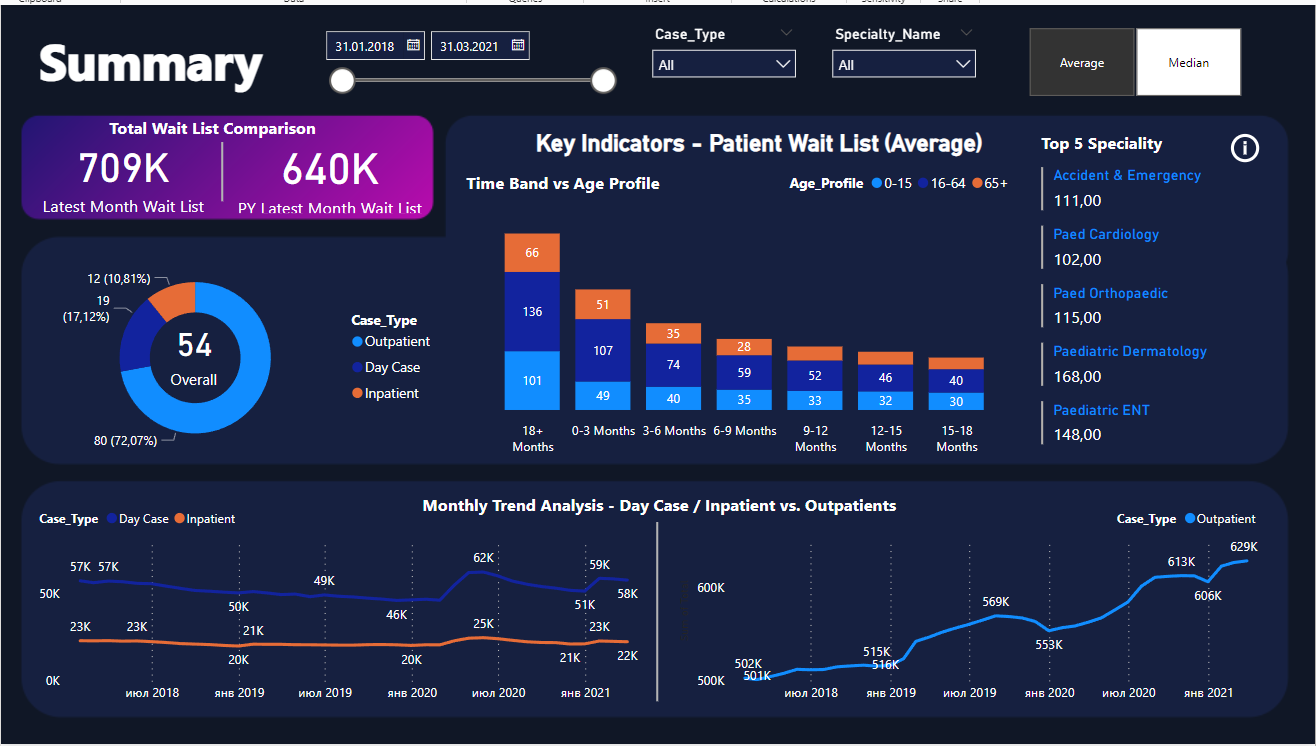 Clipboard
Data
Queries
Insert
Calculations
Sensitivity
Share
Summary
31.01.2018
31.03.2021
Case_Type
All
Specialty_Name
All
Average
Median
Total Wait List Comparison
709K
640K
Latest Month Wait List
PY Latest Month Wait List
Key Indicators - Patient Wait List (Average)
Time Band vs Age Profile
Age_Profile 0-15 16-64 65+
66
136
101
51
107
49
35
74
40
28
59
35
52
33
46
32
40
30
18+
Months
0-3 Months
3-6 Months
6-9 Months
9-12
Months
12-15
Months
15-18
Months
Top 5 Speciality
Accident & Emergency
111,00
Paed Cardiology
102,00
Paed Orthopaedic
115,00
Paediatric Dermatology
168,00
Paediatric ENT
148,00
12 (10,81%)
19
(17,12%)
54
Overall
80 (72,07%)
Case_Type
Outpatient
Day Case
Inpatient
Monthly Trend Analysis - Day Case / Inpatient vs. Outpatients
Case_Type Day Case Inpatient
57K 57K
50K
49K
46K
62K
51K
59K
58K
23K
23K
20K
21K
20K
25K
21K
23K
22K
50K
0K
июл 2018
янв 2019
июл 2019
янв 2020
июл 2020
янв 2021
Case_Type Outpatient
600K
500K
502K
501K
515K
516K
569K
553K
613K
606K
629K
июл 2018
янв 2019
июл 2019
янв 2020
июл 2020
янв 2021